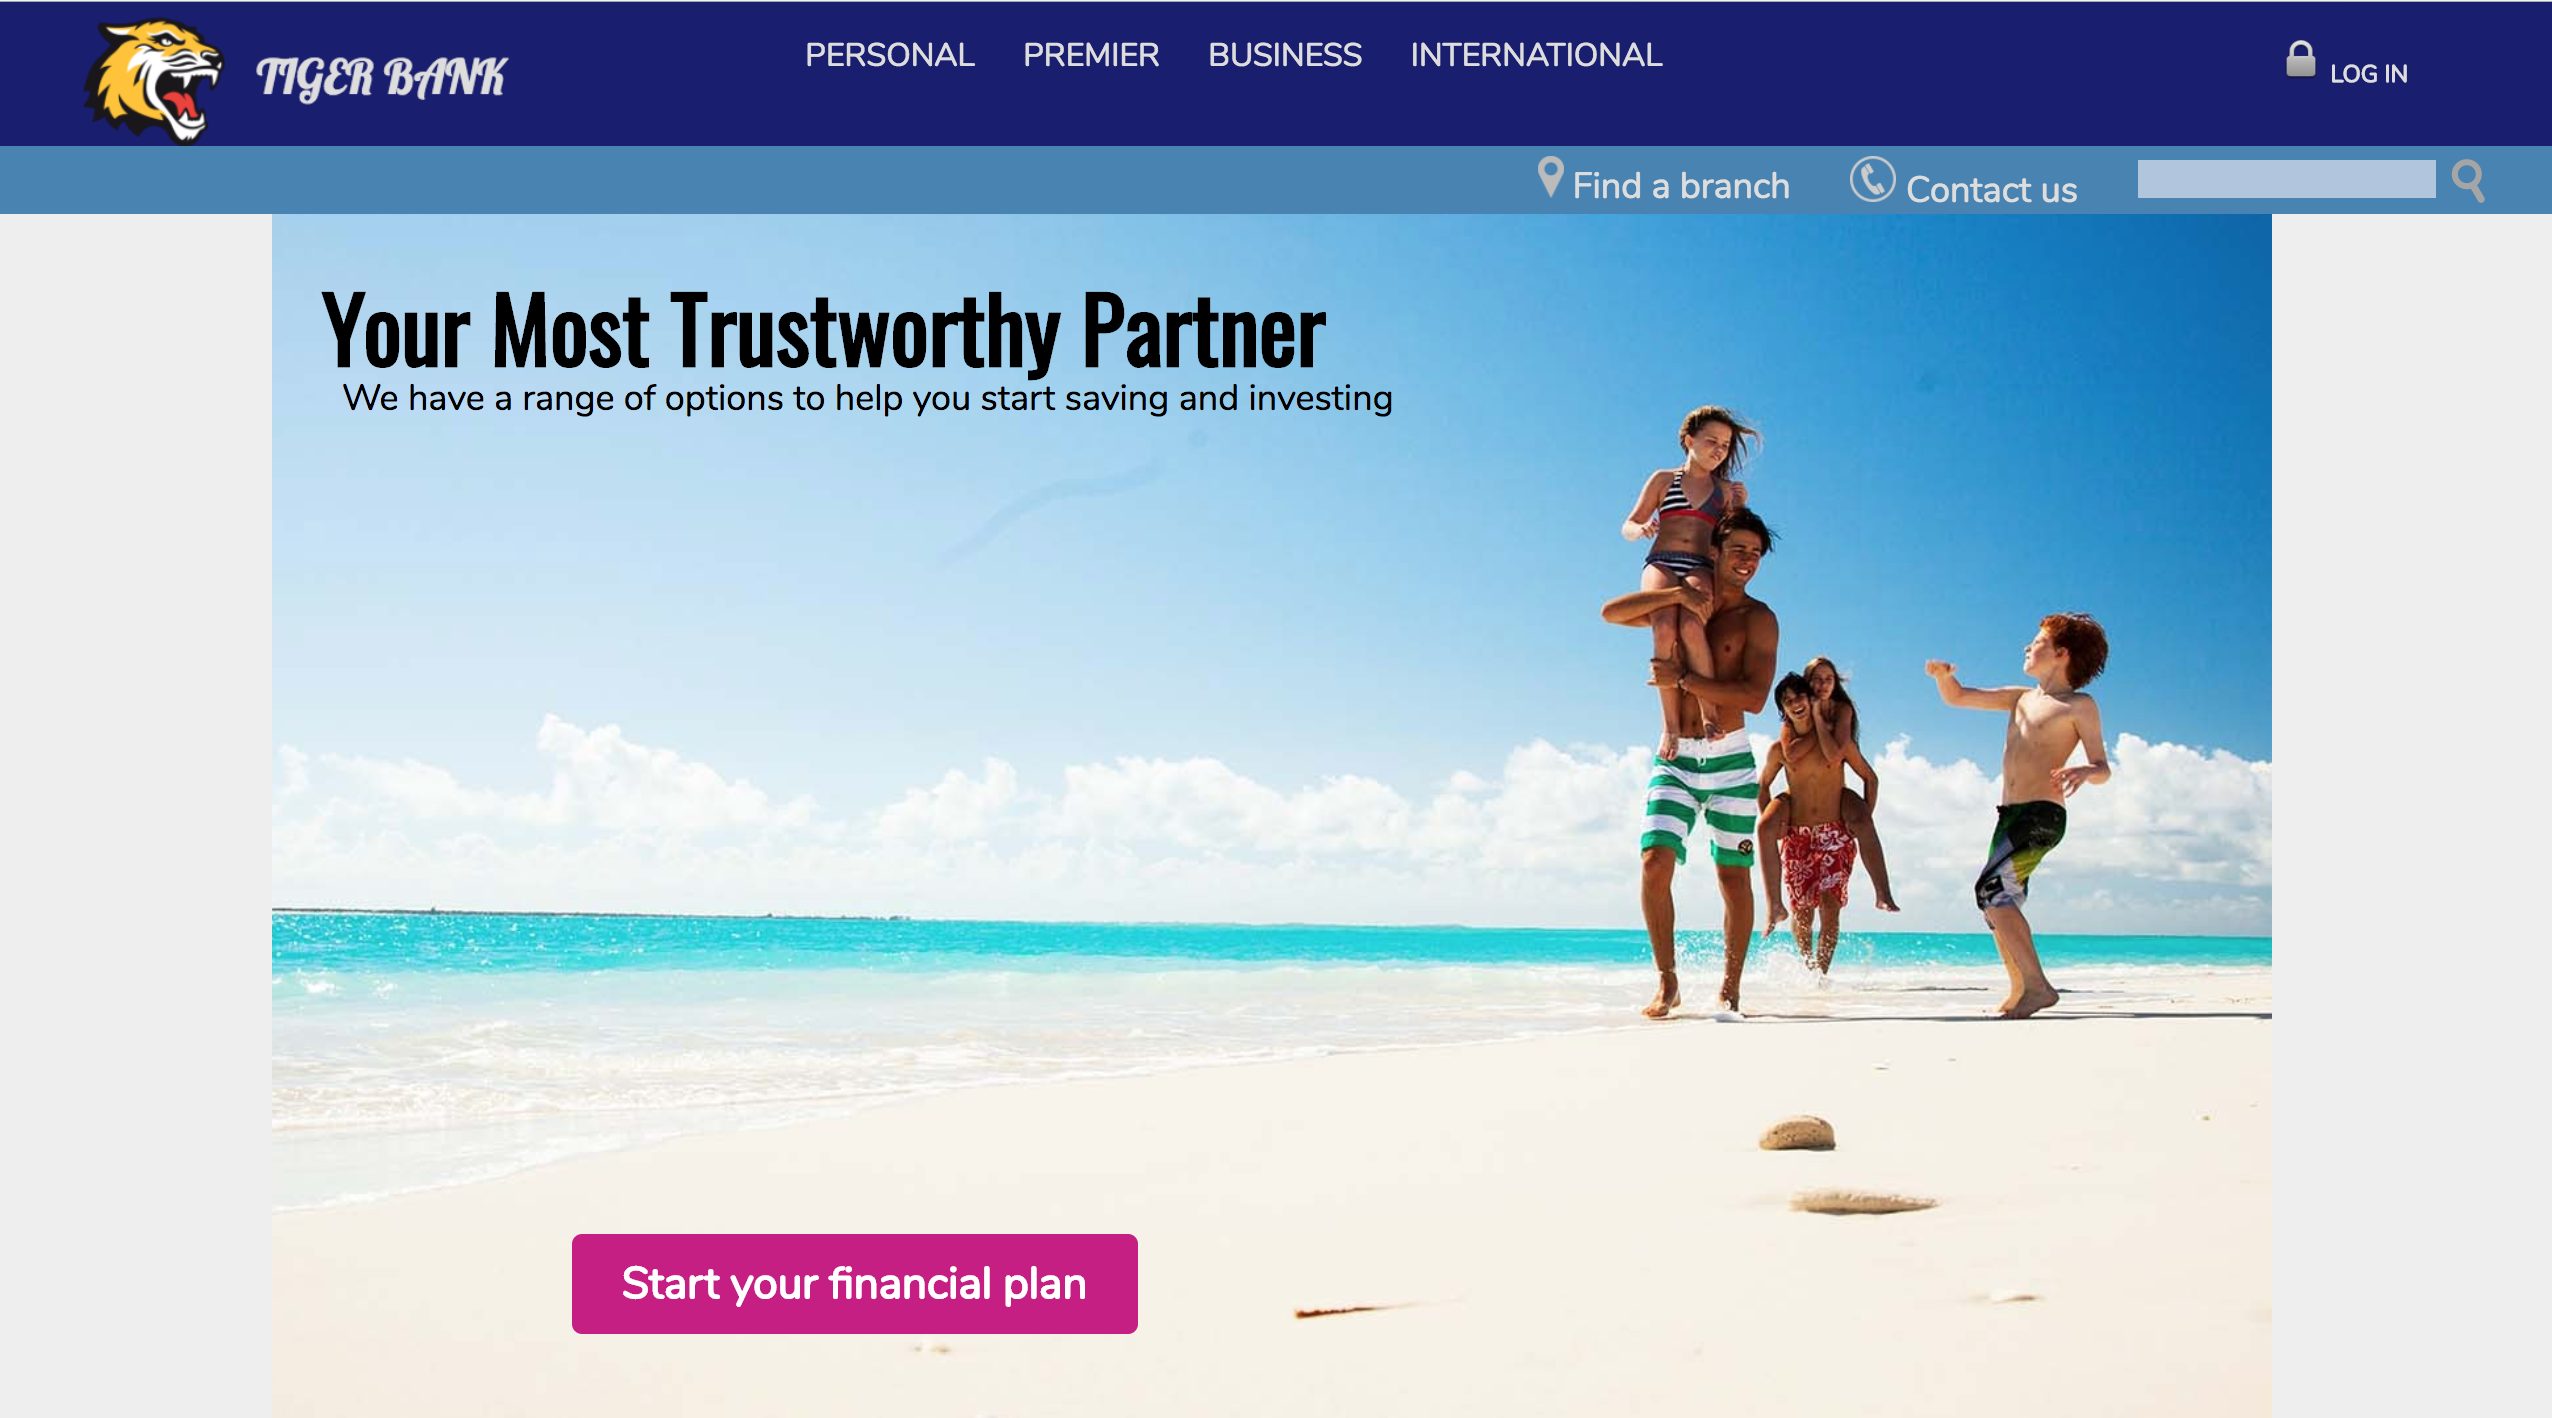 TIGER BANK
PERSONAL PREMIER BUSINESS INTERNATIONAL
LOG IN
Find a branch
Contact us
Your Most Trustworthy Partner
We have a range of options to help you start saving and investing
Start your financial plan